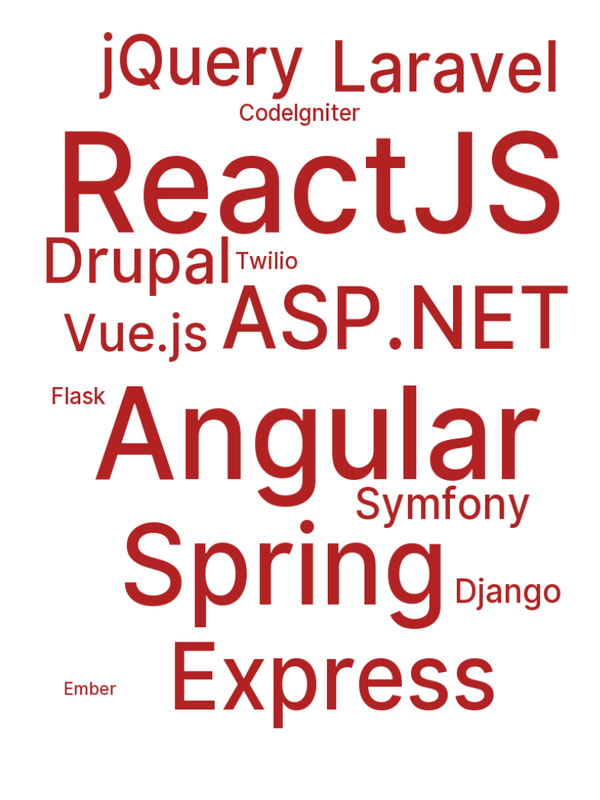 jQuery Laravel
CodeIgniter
ReactJS
Drupal Twilio
Vue.js ASP.NET
Flask Angular
Symfony
Spring Django
Express
Ember